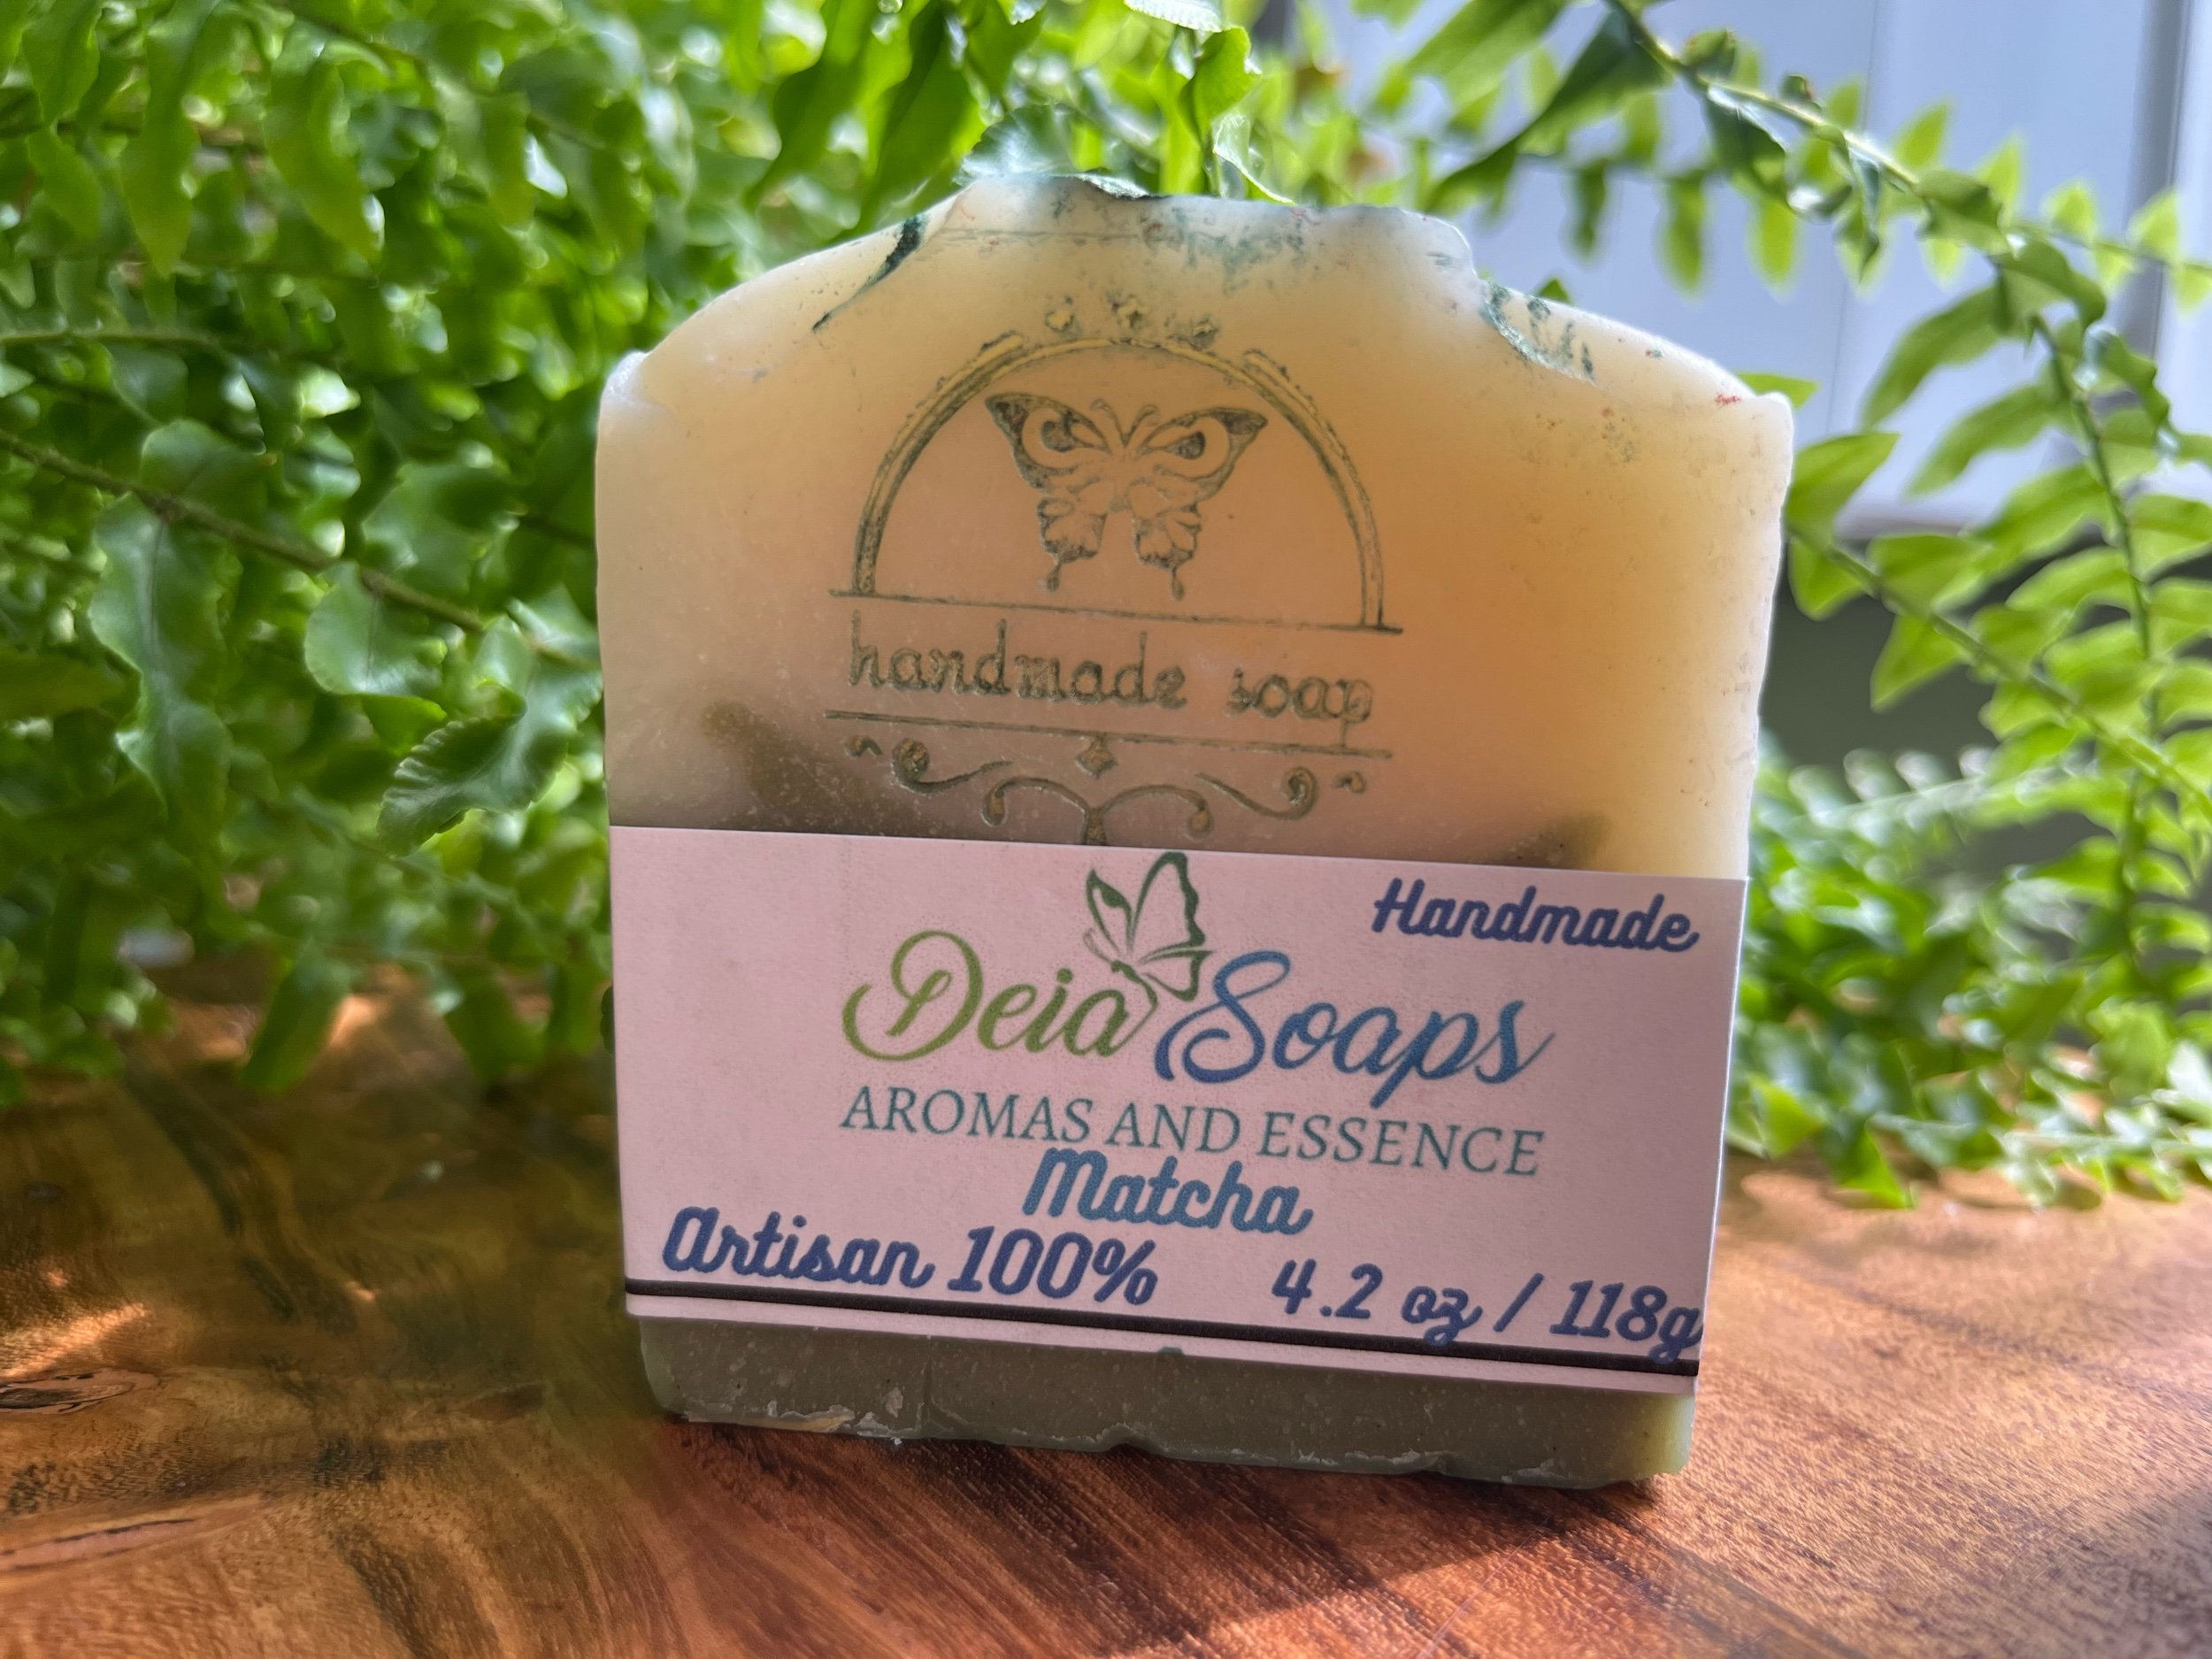 handmade soap
Handmade
Deia Soaps
AROMAS AND ESSENCE
Matcha
Artisan 100% 4.2 oz / 118g